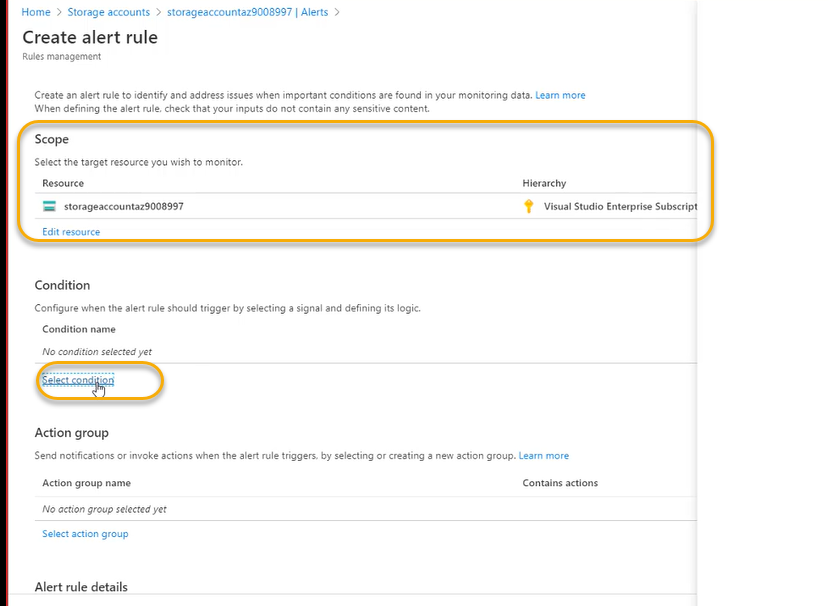 Home > Storage accounts > storageaccountaz9008997 | Alerts >
Create alert rule
Rules management
Create an alert rule to identify and address issues when important conditions are found in your monitoring data. Learn more
When defining the alert rule, check that your inputs do not contain any sensitive content.
Scope
Select the target resource you wish to monitor.
Resource Hierarchy
storageaccountaz9008997 Visual Studio Enterprise Subscript
Edit resource
Condition
Configure when the alert rule should trigger by selecting a signal and defining its logic.
Condition name
No condition selected yet
Select condition
Action group
Send notifications or invoke actions when the alert rule triggers, by selecting or creating a new action group. Learn more
Action group name Contains actions
No action group selected yet
Select action group
Alert rule details